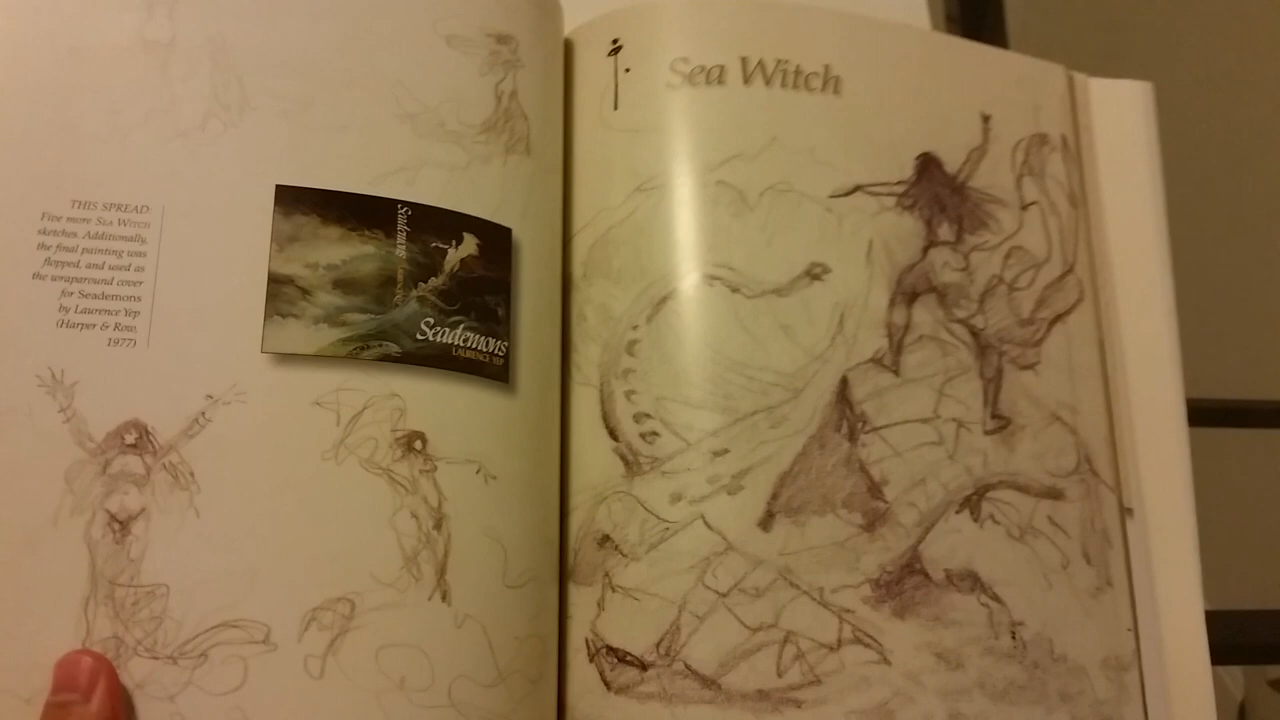 THIS SPREAD:
Five more SEA WITCH
sketches. Additionally,
the final painting was
flopped, and used as
the wraparound cover
for Seademons
by Laurence Yep
(Harper & Row,
1977)
Seademons
Seademons
LAURENCE YEP
Sea Witch